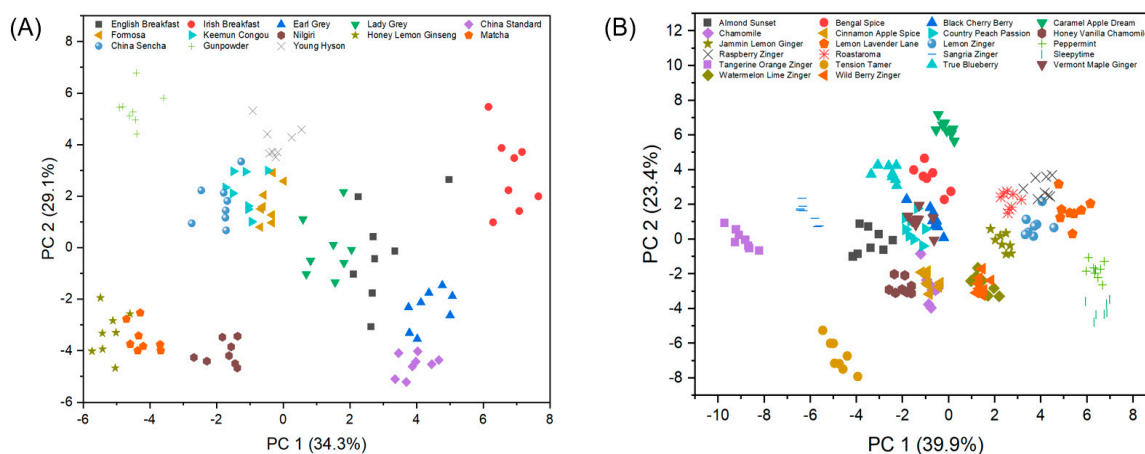 (A)
English Breakfast Irish Breakfast Earl Grey Lady Grey China Standard
Formosa Keemun Congou Nilgiri Honey Lemon Ginseng Matcha
China Sencha Gunpowder Young Hyson
8
6
4
2
0
-2
-4
-6
PC 2 (29.1%)
-6 -4 -2 0 2 4 6 8
PC 1 (34.3%)
(B)
Almond Sunset Bengal Spice Black Cherry Berry Caramel Apple Dream
Chamomile Cinnamon Apple Spice Country Peach Passion Honey Vanilla Chamomile
Jammin Lemon Ginger Lemon Lavender Lane Lemon Zinger Peppermint
Raspberry Zinger Roastaroma Sangria Zinger Sleepytime
Tangerine Orange Zinger Tension Tamer True Blueberry Vermont Maple Ginger
Watermelon Lime Zinger Wild Berry Zinger
12
10
8
6
4
2
0
-2
-4
-6
-8
PC 2 (23.4%)
-10 -8 -6 -4 -2 0 2 4 6 8
PC 1 (39.9%)